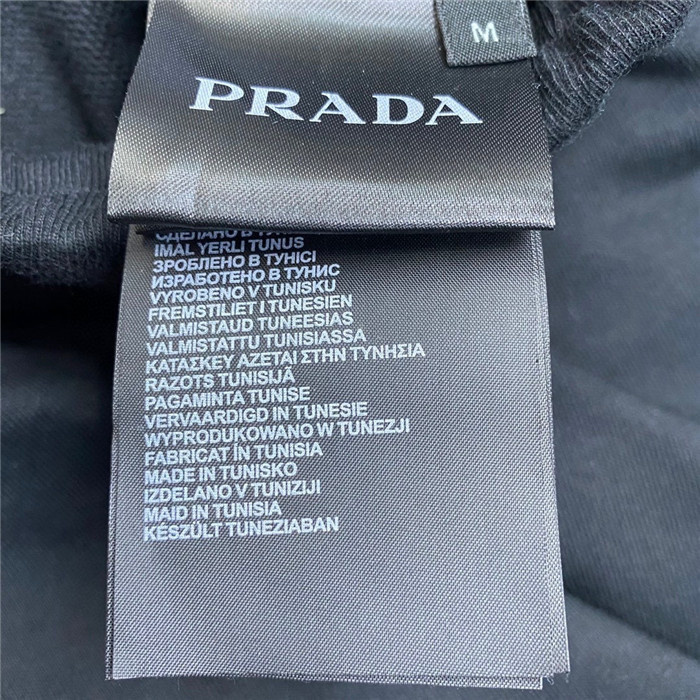 M
PRADA
СДЕЛАНО В ТУНИ
IMAL YERLI TUNUS
ЗРОБЛЕНО В ТУНІСІ
ИЗРАБОТЕНО В ТУНИС
VYROBENO V TUNISKU
FREMSTILIET I TUNESIEN
VALMISTAUD TUNEESIAS
VALMISTATTU TUNISIASSA
ΚΑΤΑΣΚΕΥ ΑΖΕΤΑΙ ΣΤΗΝ ΤΥΝΗΣΙΑ
RAZOTS TUNISIJĀ
PAGAMINTA TUNISE
VERVAARDIGD IN TUNESIE
WYPRODUKOWANO W TUNEZJI
FABRICAT ÎN TUNISIA
MADE IN TUNISKO
IZDELANO V TUNIZIJI
MAID IN TUNISIA
KÉSZÜLT TUNEZIABAN